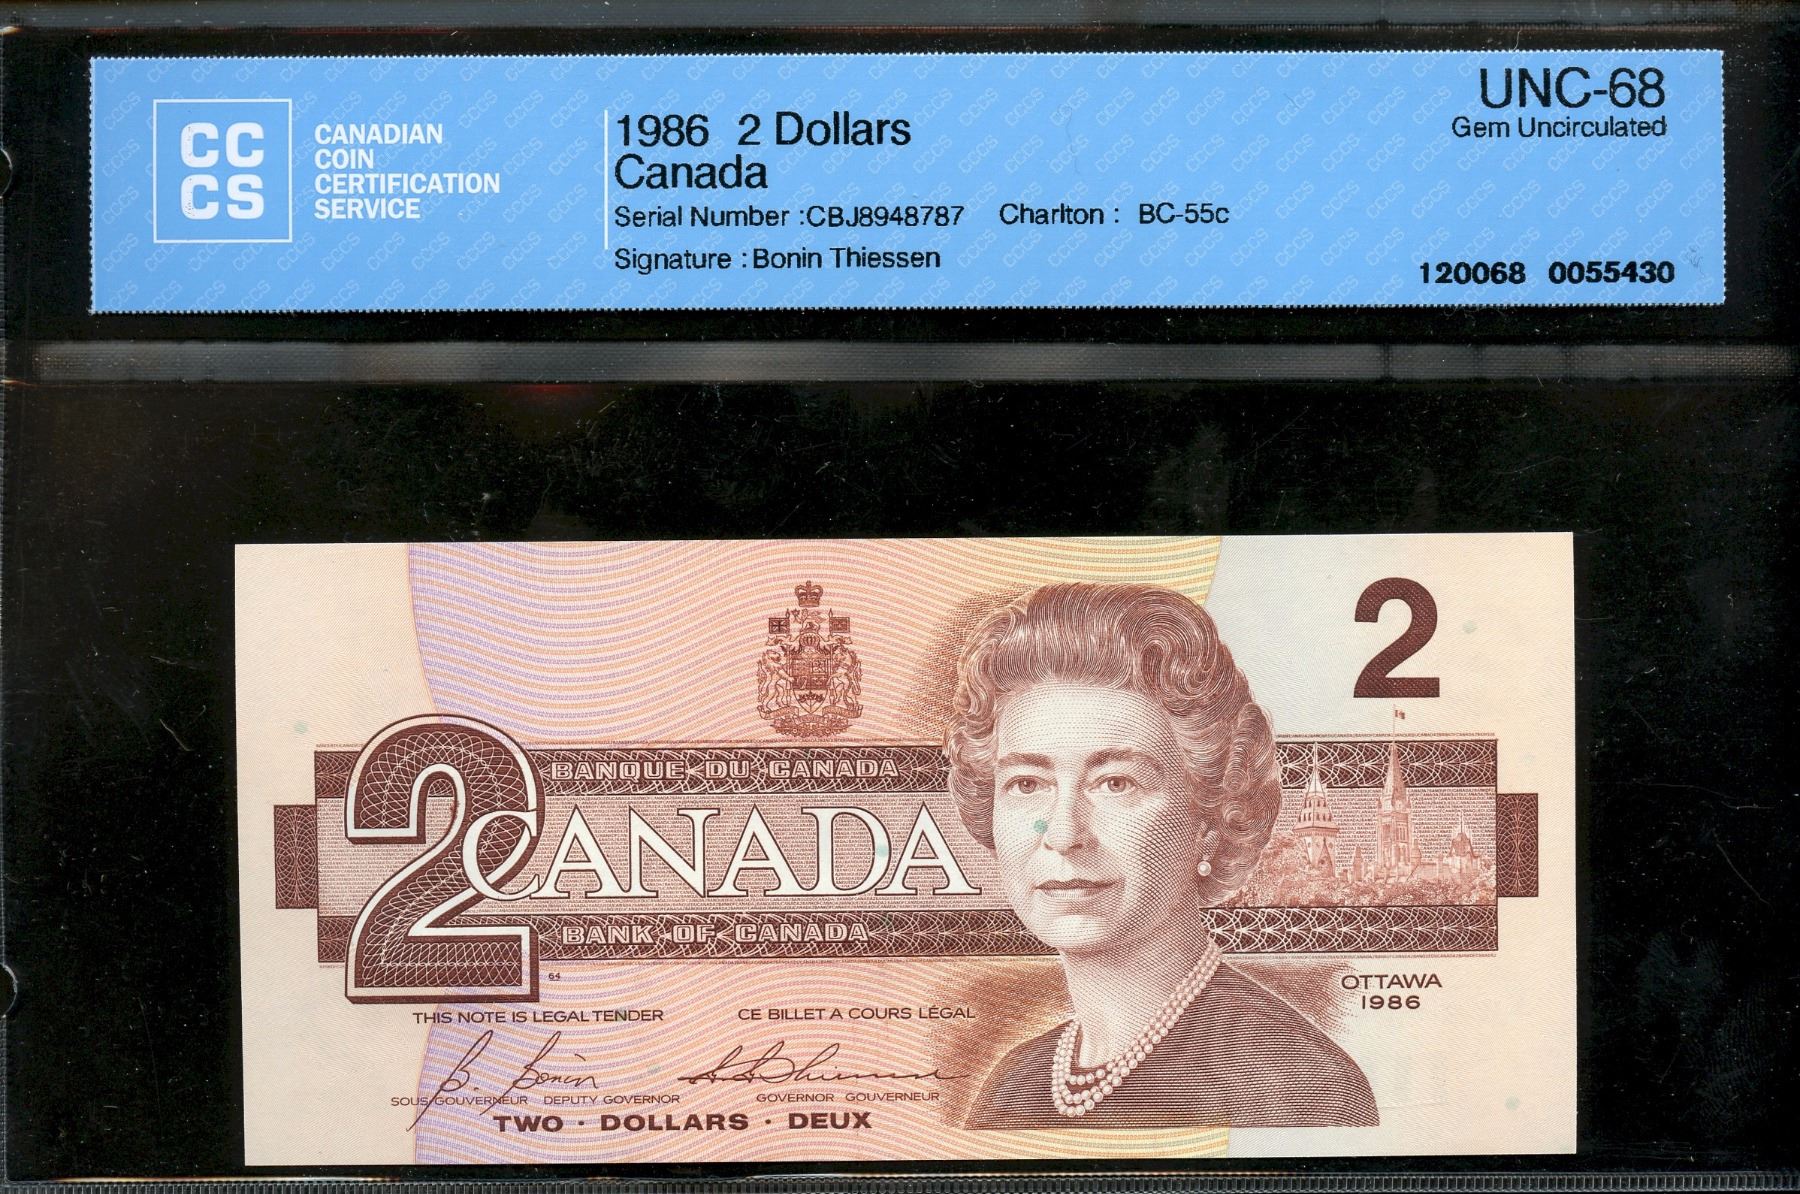 CC
CS
CANADIAN
COIN
CERTIFICATION
SERVICE
1986 2 Dollars
Canada
Serial Number :CBJ8948787 Charlton : BC-55c
Signature : Bonin Thiessen
UNC-68
Gem Uncirculated
120068 0055430
2
BANQUE DU CANADA
2
CANADA
BANK OF CANADA
64
OTTAWA
1986
THIS NOTE IS LEGAL TENDER CE BILLET A COURS LÉGAL
B. Bonin
SOUS-GOUVERNEUR DEPUTY GOVERNOR GOVERNOR GOUVERNEUR
TWO · DOLLARS · DEUX